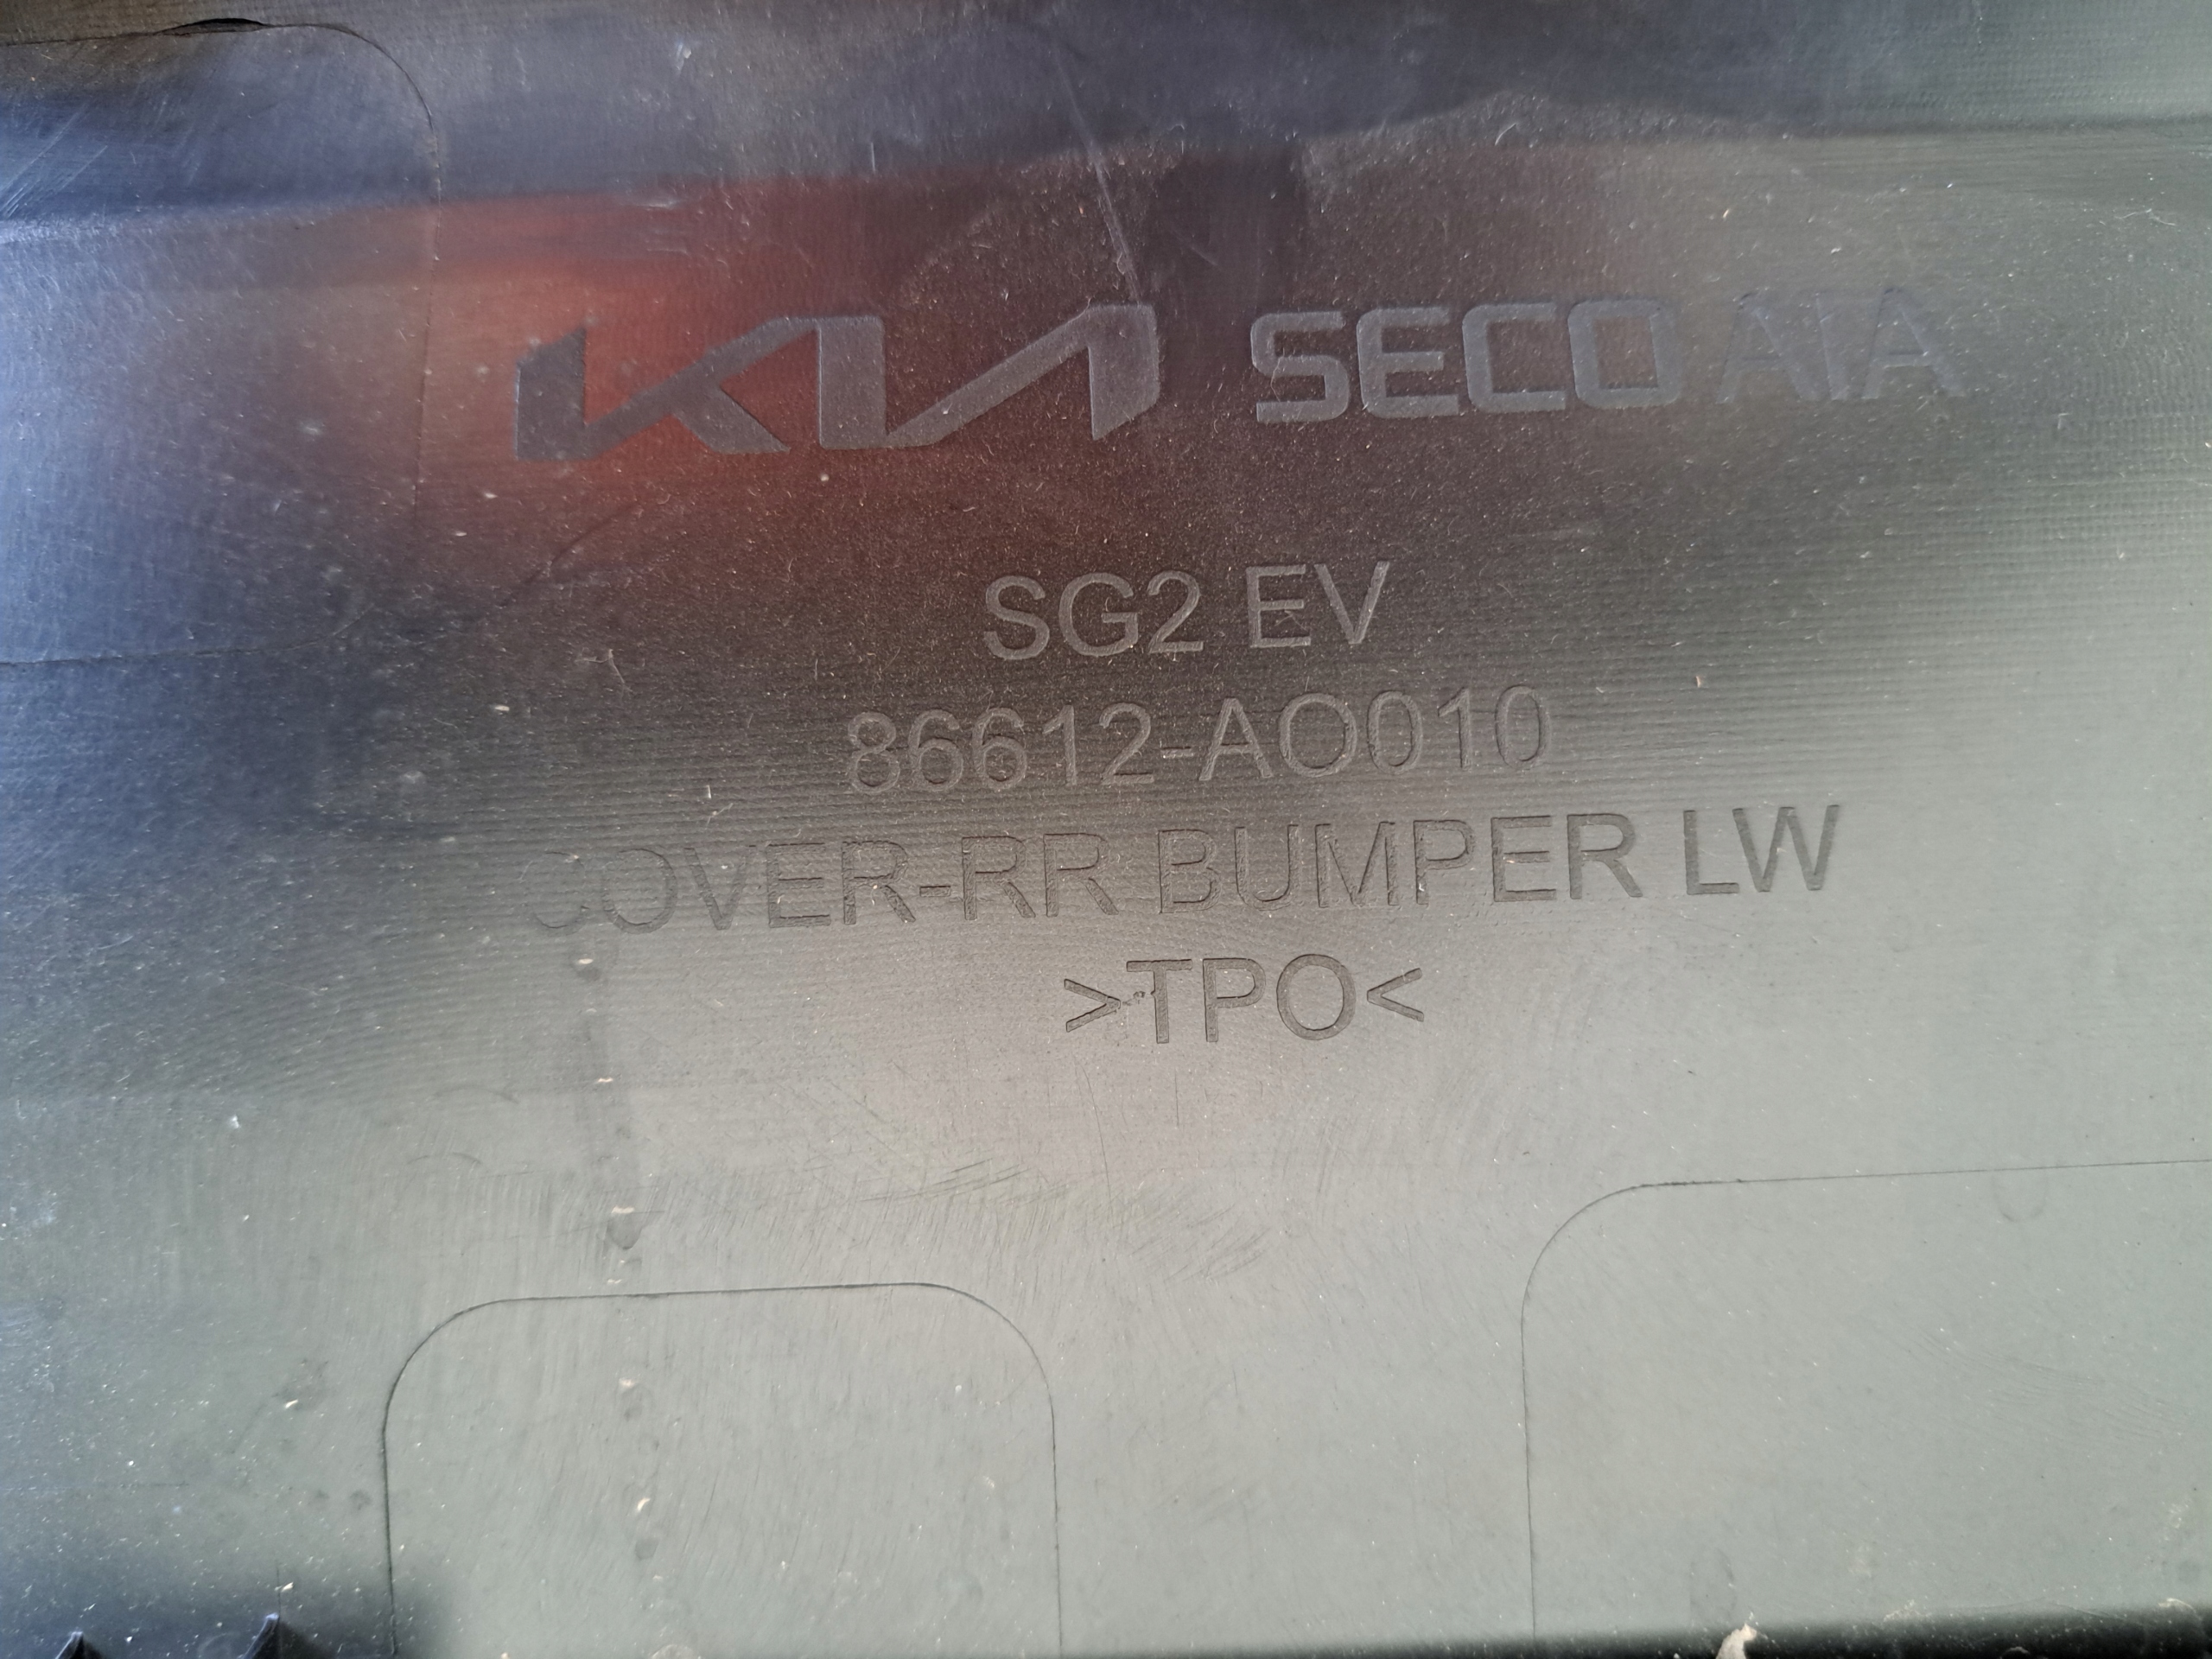 KIA SECO ATA
SG2 EV
86612-AO010
COVER-RR BUMPER LW
>TPO<